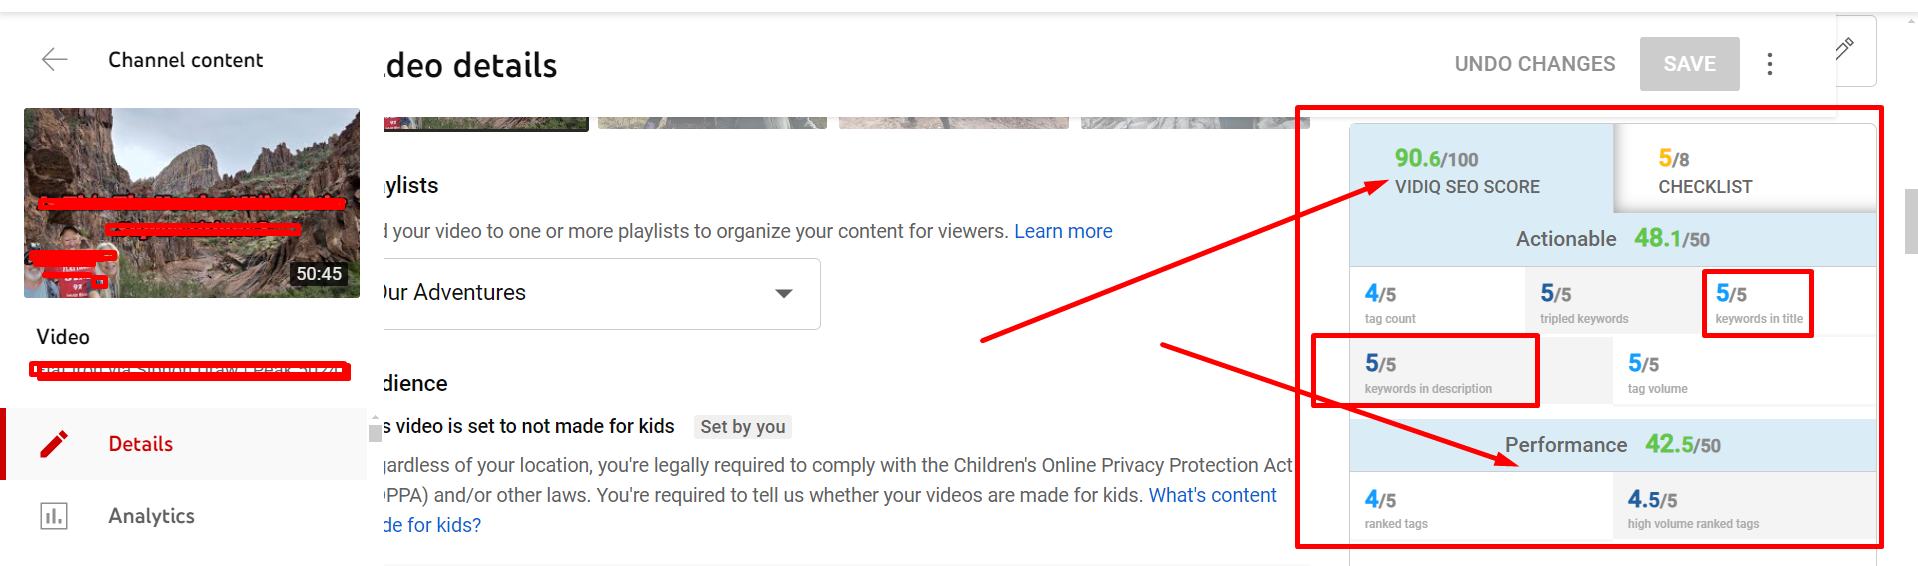 Channel content
deo details
UNDO CHANGES
SAVE
50:45
Video
Details
Analytics
ylists
d your video to one or more playlists to organize your content for viewers. Learn more
Our Adventures
dience
s video is set to not made for kids
Set by you
gardless of your location, you're legally required to comply with the Children's Online Privacy Protection Act
PPA) and/or other laws. You're required to tell us whether your videos are made for kids. What's content
de for kids?
90.6/100
VIDIQ SEO SCORE
5/8
CHECKLIST
Actionable 48.1/50
4/5
tag count
5/5
tripled keywords
5/5
keywords in title
5/5
keywords in description
5/5
tag volume
Performance 42.5/50
4/5
ranked tags
4.5/5
high volume ranked tags